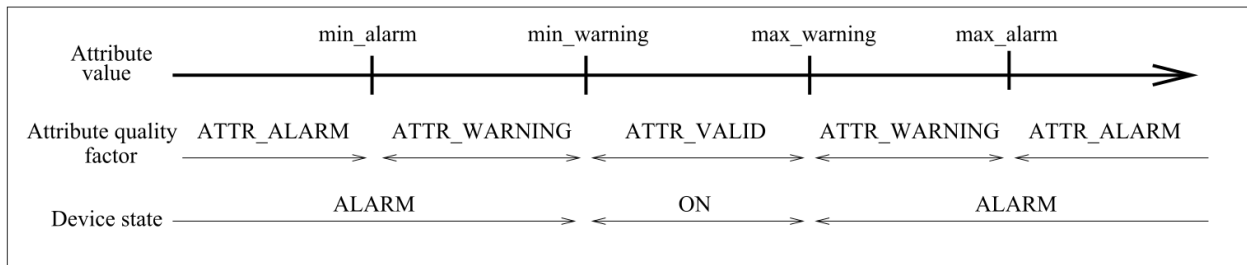 min_alarm min_warning max_warning max_alarm
Attribute
value
Attribute quality
factor
ATTR_ALARM ATTR_WARNING ATTR_VALID ATTR_WARNING ATTR_ALARM
Device state ALARM ON ALARM